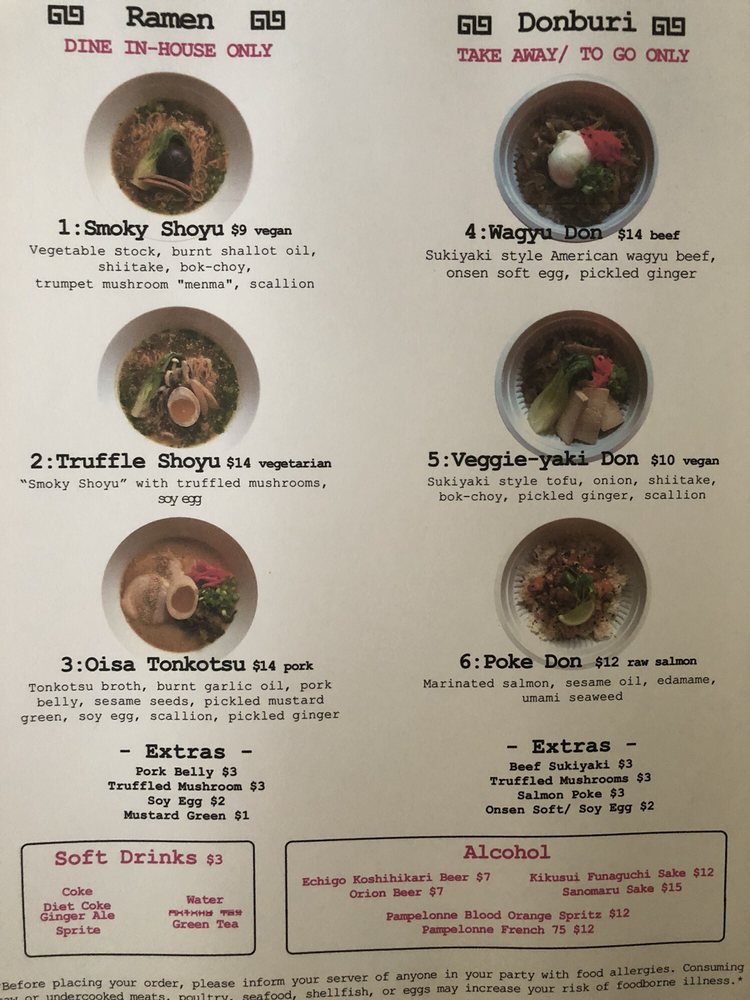 Ramen
DINE IN-HOUSE ONLY
1:Smoky Shoyu $9 vegan
Vegetable stock, burnt shallot oil,
shiitake, bok-choy,
trumpet mushroom "menma", scallion
2:Truffle Shoyu $14 vegetarian
“Smoky Shoyu” with truffled mushrooms,
soy egg
3:Oisa Tonkotsu $14 pork
Tonkotsu broth, burnt garlic oil, pork
belly, sesame seeds, pickled mustard
green, soy egg, scallion, pickled ginger
- Extras -
Pork Belly $3
Truffled Mushroom $3
Soy Egg $2
Mustard Green $1
Donburi
TAKE AWAY/ TO GO ONLY
4:Wagyu Don $14 beef
Sukiyaki style American wagyu beef,
onsen soft egg, pickled ginger
5:Veggie-yaki Don $10 vegan
Sukiyaki style tofu, onion, shiitake,
bok-choy, pickled ginger, scallion
6:Poke Don $12 raw salmon
Marinated salmon, sesame oil, edamame,
umami seaweed
- Extras -
Beef Sukiyaki $3
Truffled Mushrooms $3
Salmon Poke $3
Onsen Soft/ Soy Egg $2
Soft Drinks $3
Coke
Diet Coke
Ginger Ale
Sprite
Water
Green Tea
Alcohol
Echigo Koshihikari Beer $7
Orion Beer $7
Kikusui Funaguchi Sake $12
Sanomaru Sake $15
Pampelonne Blood Orange Spritz $12
Pampelonne French 75 $12
Before placing your order, please inform your server of anyone in your party with food allergies. Consuming
or undercooked meats, poultry, seafood, shellfish, or eggs may increase your risk of foodborne illness.*